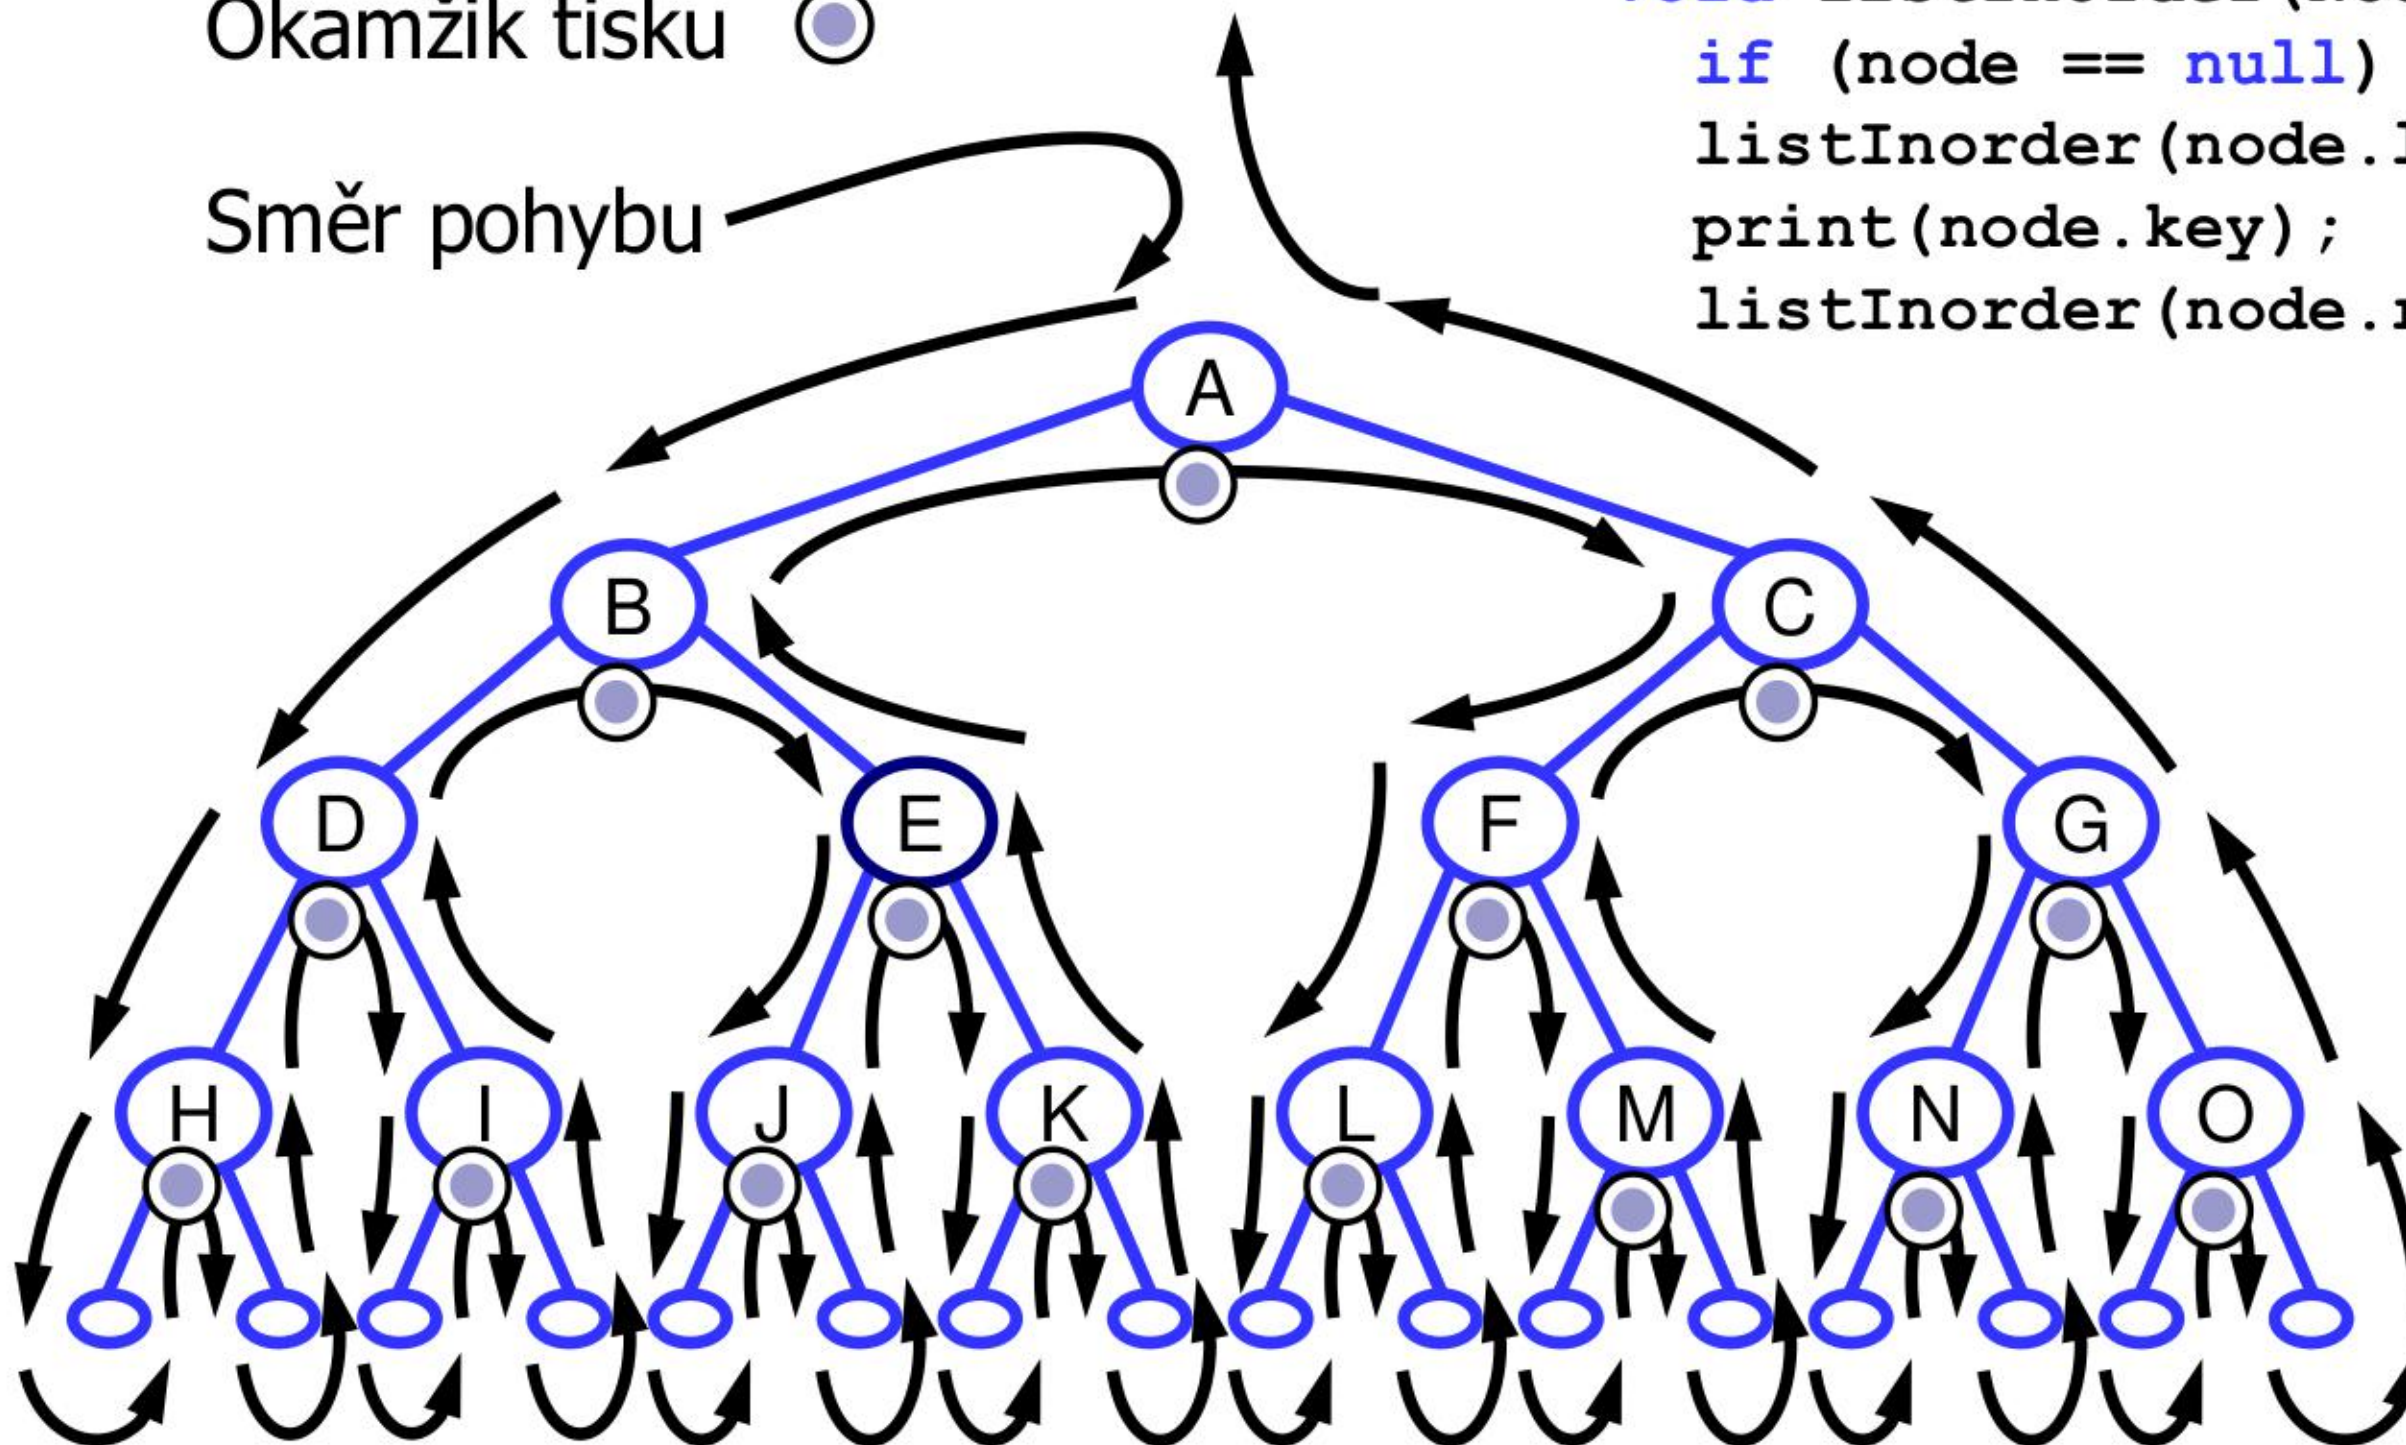 Okamžik tisku
if (node == null)
listInorder(node.
Směr pohybu
print(node.key);
listInorder(node.
A
B
C
D
E
F
G
H
I
J
K
L
M
N
O